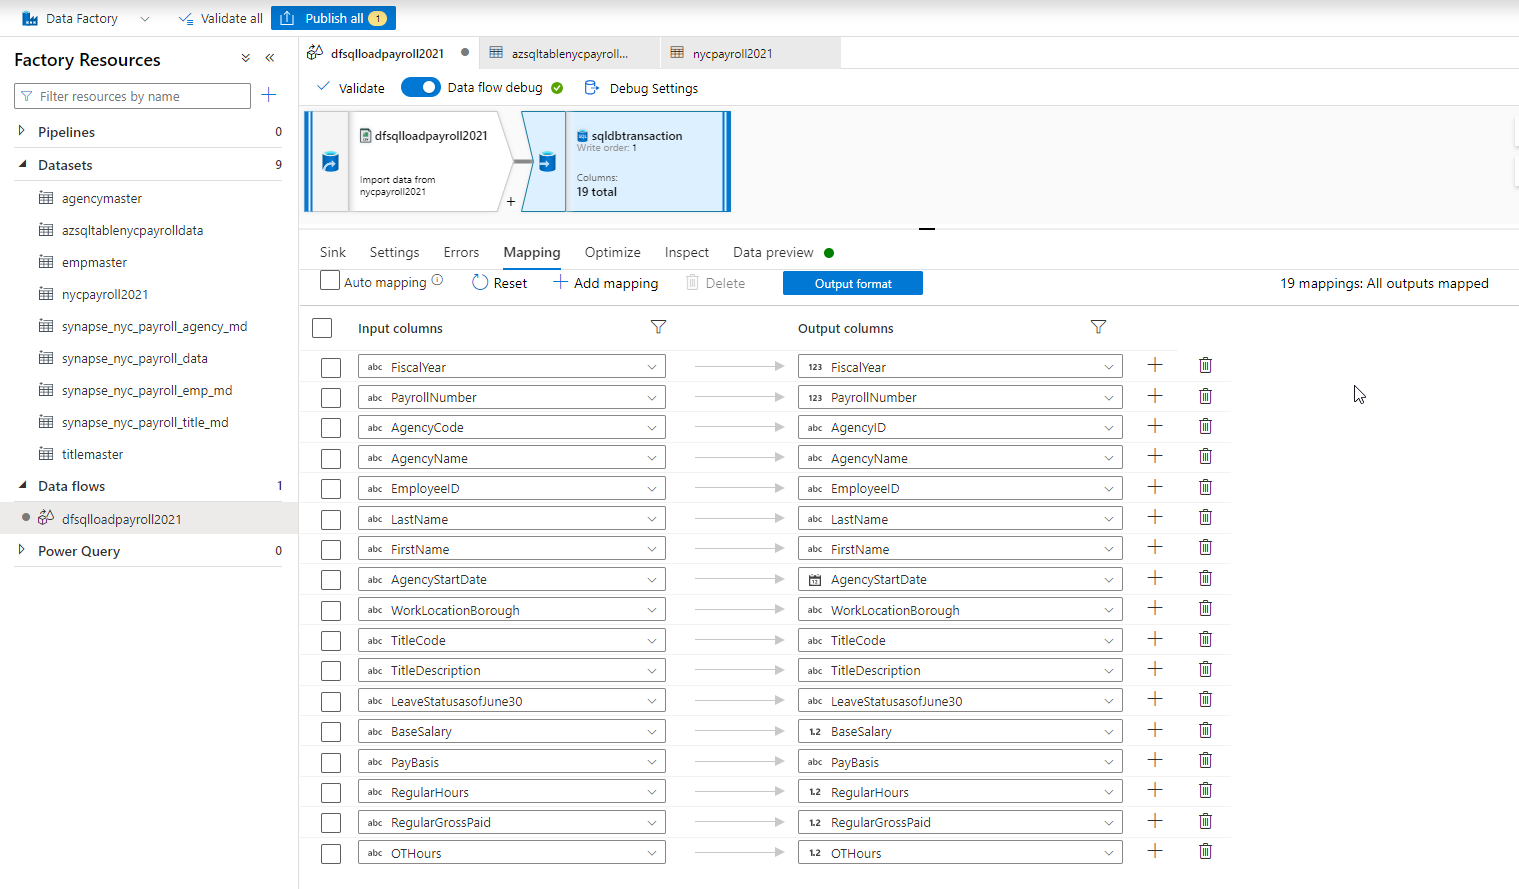 Data Factory
Validate all
Publish all 1
Factory Resources
Filter resources by name
Pipelines 0
Datasets 9
agencymaster
azsqltablenycpayrolldata
empmaster
nycpayroll2021
synapse_nyc_payroll_agency_md
synapse_nyc_payroll_data
synapse_nyc_payroll_emp_md
synapse_nyc_payroll_title_md
titlemaster
Data flows 1
dfsqlloadpayroll2021
Power Query 0
dfsqlloadpayroll2021
azsqltablenycpayroll...
nycpayroll2021
Validate
Data flow debug
Debug Settings
dfsqlloadpayroll2021
Import data from
nycpayroll2021
+
sqldbtransaction
Write order: 1
Columns:
19 total
Sink Settings Errors Mapping Optimize Inspect Data preview
Auto mapping Reset Add mapping Delete Output format 19 mappings: All outputs mapped
Input columns Output columns
abc FiscalYear 123 FiscalYear
abc PayrollNumber 123 PayrollNumber
abc AgencyCode abc AgencyID
abc AgencyName abc AgencyName
abc EmployeeID abc EmployeeID
abc LastName abc LastName
abc FirstName abc FirstName
abc AgencyStartDate AgencyStartDate
abc WorkLocationBorough abc WorkLocationBorough
abc TitleCode abc TitleCode
abc TitleDescription abc TitleDescription
abc LeaveStatusasofJune30 abc LeaveStatusasofJune30
abc BaseSalary 1.2 BaseSalary
abc PayBasis abc PayBasis
abc RegularHours 1.2 RegularHours
abc RegularGrossPaid 1.2 RegularGrossPaid
abc OTHours 1.2 OTHours